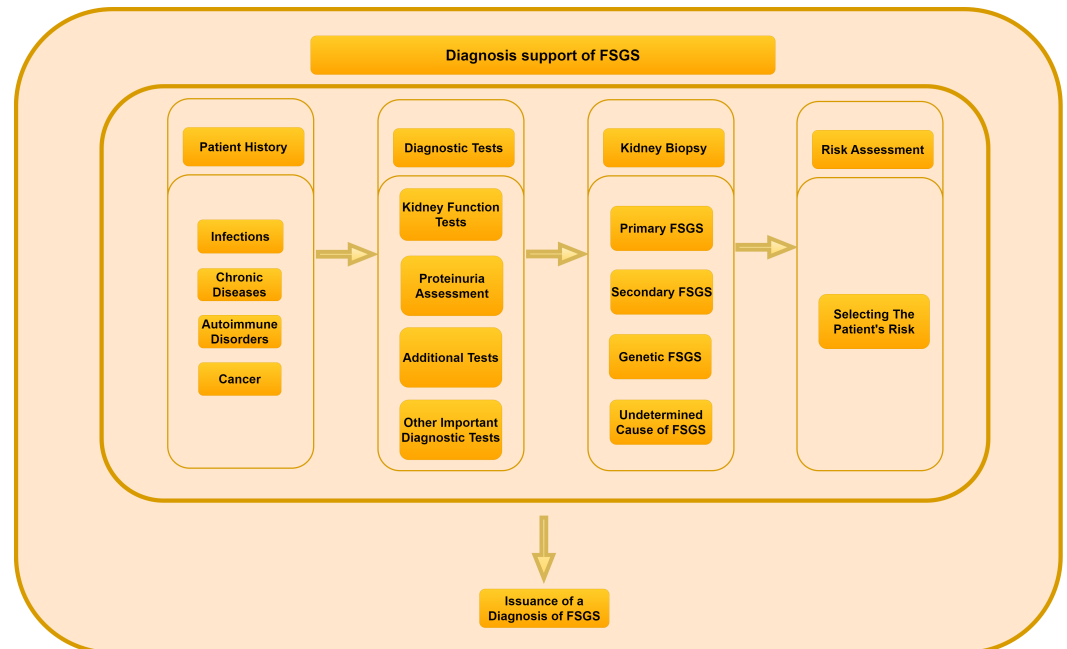 Diagnosis support of FSGS
Patient History
Infections
Chronic
Diseases
Autoimmune
Disorders
Cancer
Diagnostic Tests
Kidney Function
Tests
Proteinuria
Assessment
Additional Tests
Other Important
Diagnostic Tests
Kidney Biopsy
Primary FSGS
Secondary FSGS
Genetic FSGS
Undetermined
Cause of FSGS
Risk Assessment
Selecting The
Patient's Risk
Issuance of a
Diagnosis of FSGS